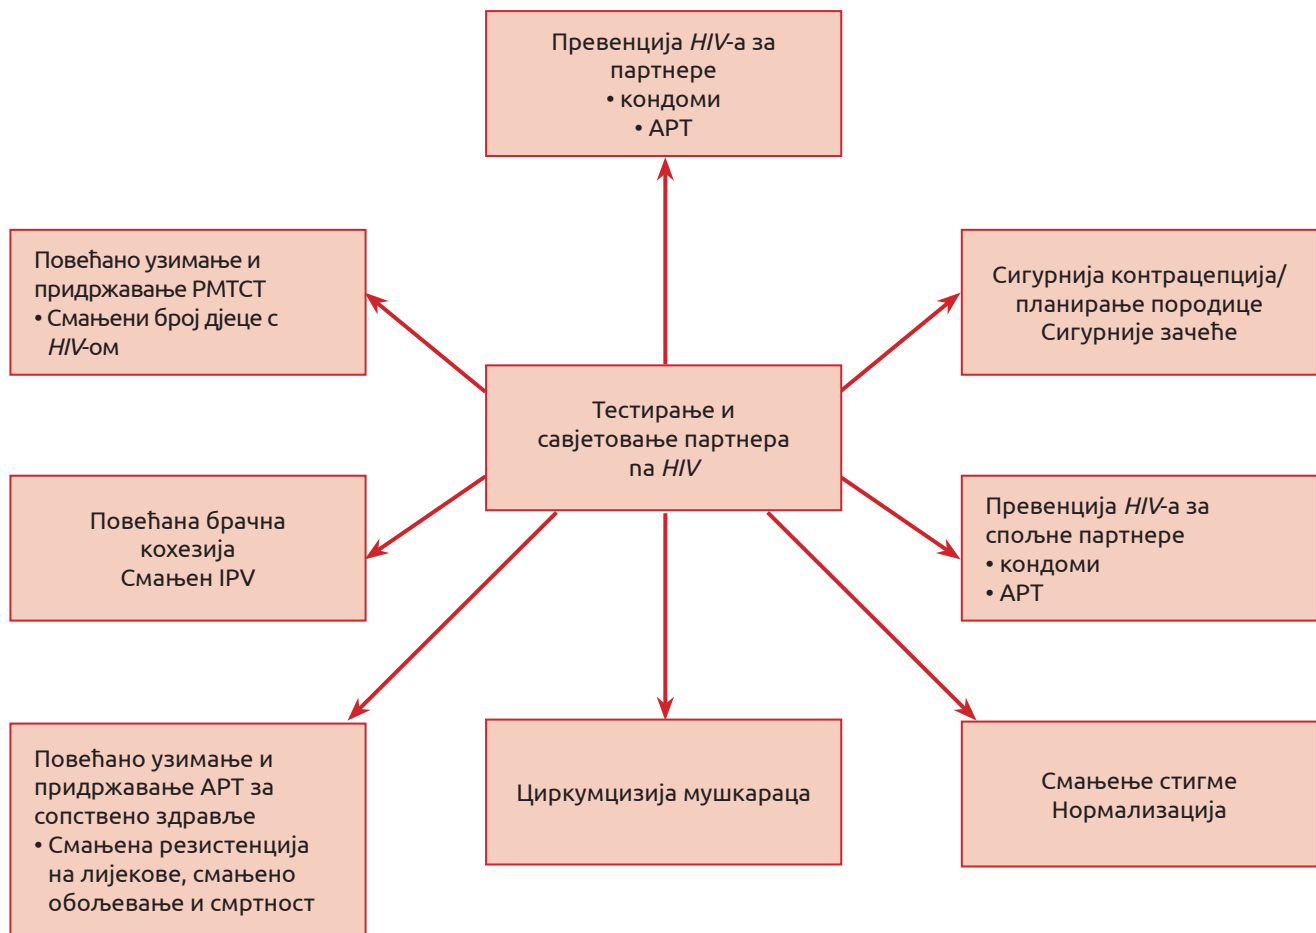 Превенција HIV-а за
партнере
• кондоми
• АРТ
Повећано узимање и
придржавање РМТСТ
• Смањени број дјеце с
HIV-ом
Сигурнија контрацепција/
планирање породице
Сигурније зачеће
Тестирање и
савјетовање партнера
na HIV
Повећана брачна
кохезија
Смањен IPV
Превенција HIV-а за
спољне партнере
• кондоми
• АРТ
Повећано узимање и
придржавање АРТ за
сопствено здравље
• Смањена резистенција
на лијекове, смањено
обољевање и смртност
Циркумцизија мушкараца
Смањење стигме
Нормализација